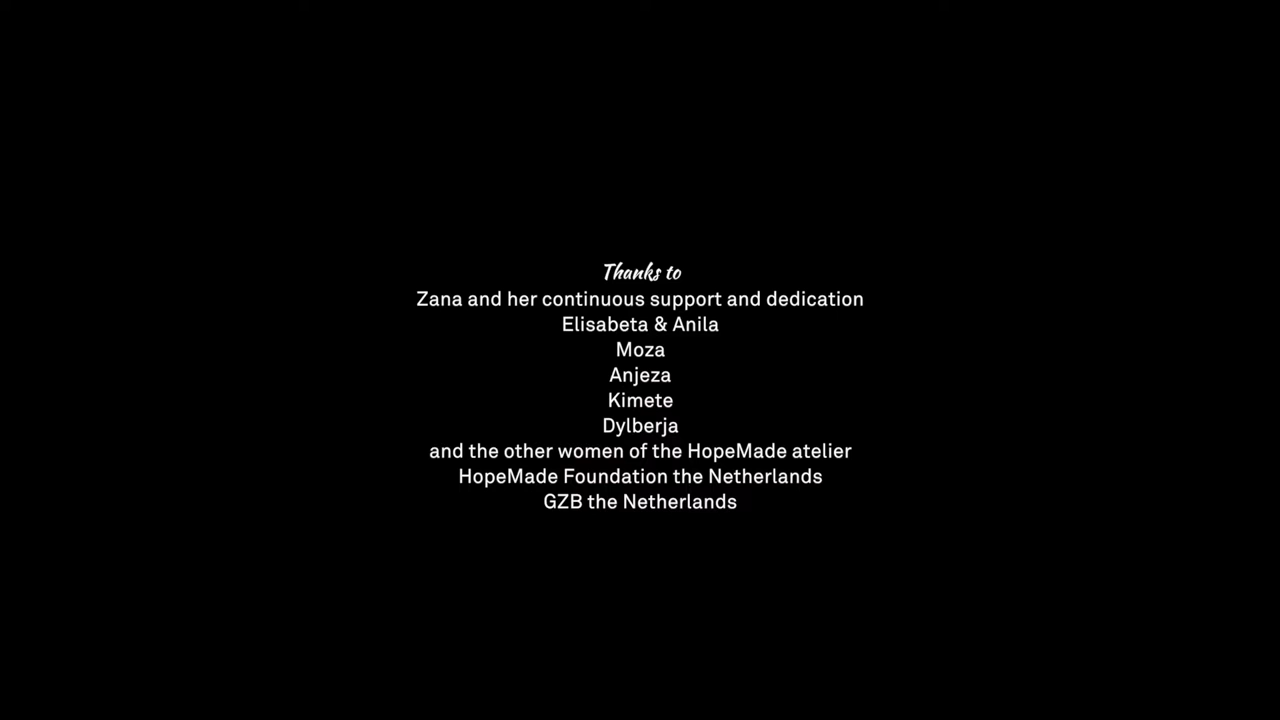 Thanks to
Zana and her continuous support and dedication
Elisabeta & Anila
Moza
Anjeza
Kimete
Dylberja
and the other women of the HopeMade atelier
HopeMade Foundation the Netherlands
GZB the Netherlands